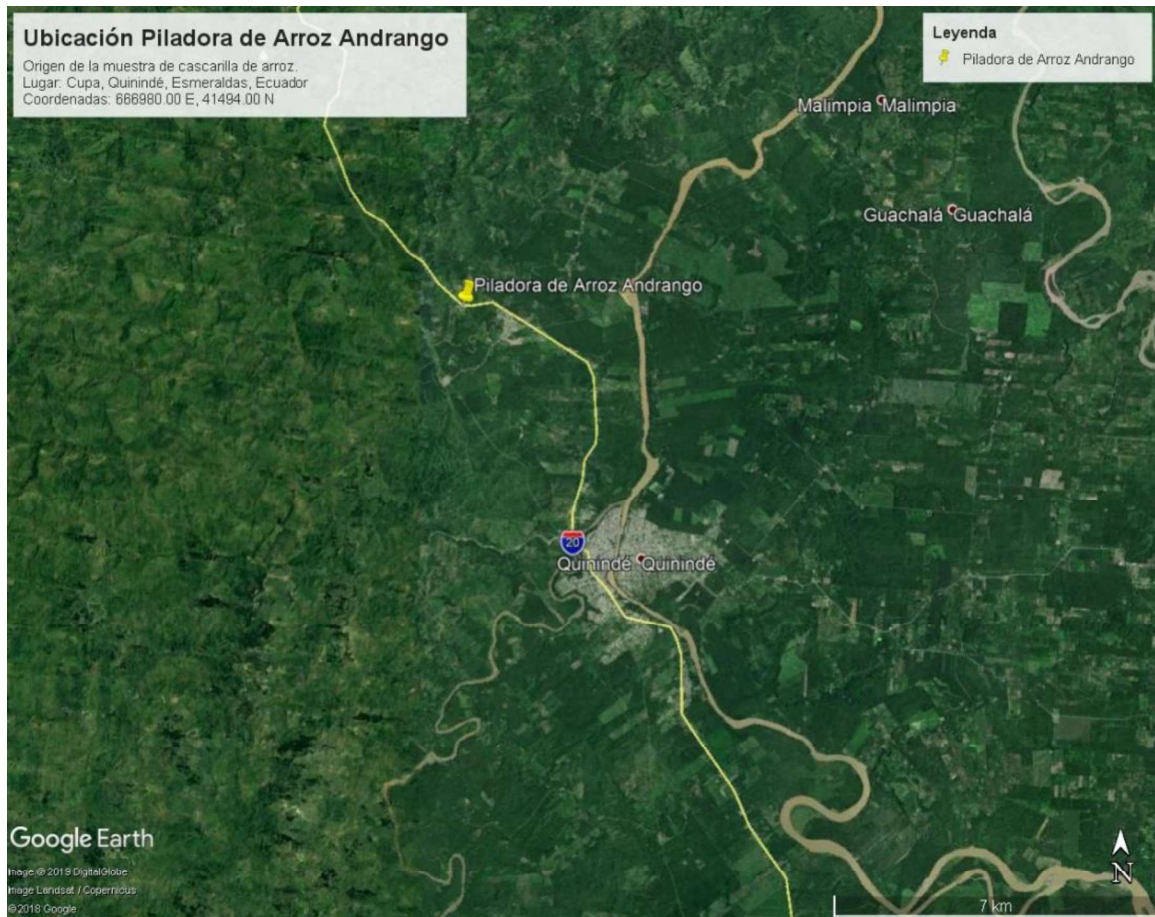 Ubicación Piladora de Arroz Andrango
Origen de la muestra de cascarilla de arroz.
Lugar: Cupa, Quinindé, Esmeraldas, Ecuador
Coordenadas: 666980.00 E, 41494.00 N
Leyenda
Piladora de Arroz Andrango
Malimpia Malimpia
Guachalá Guachalá
Piladora de Arroz Andrango
20
Quinindé Quinindé
Google Earth
Image © 2019 DigitalGlobe
Image Landsat / Copernicus
© 2018 Google
N
7 km